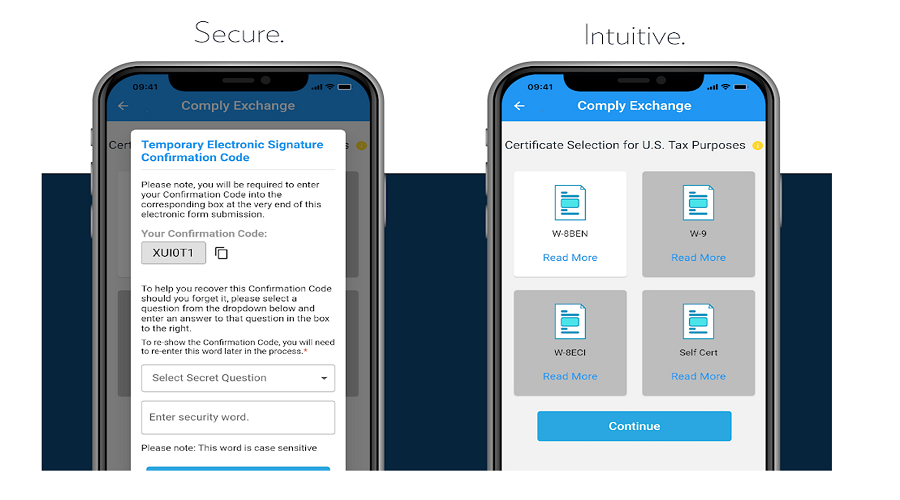 Secure.
09:41
Comply Exchange
Cert
s
Temporary Electronic Signature
Confirmation Code
Please note, you will be required to enter
your Confirmation Code into the
corresponding box at the very end of this
electronic form submission.
Your Confirmation Code:
XUI0T1
To help you recover this Confirmation Code
should you forget it, please select a
question from the dropdown below and
enter an answer to that question in the box
to the right.
To re-show the Confirmation Code, you will need
to re-enter this word later in the process.*
Select Secret Question
Enter security word.
Please note: This word is case sensitive
Intuitive.
09:41
Comply Exchange
Certificate Selection for U.S. Tax Purposes
W-8BEN
Read More
W-9
Read More
W-8ECI
Read More
Self Cert
Read More
Continue